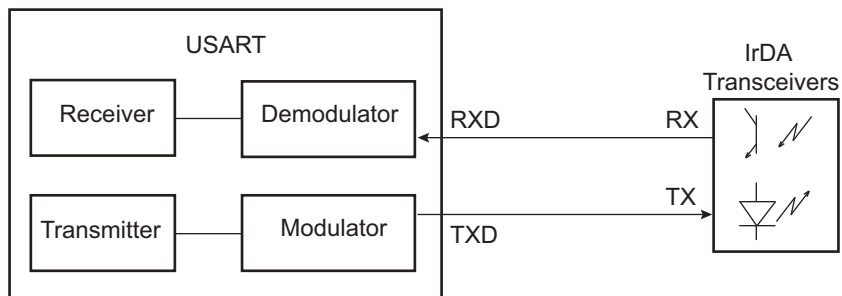 USART
IrDA
Transceivers
Receiver
Demodulator
RXD
RX
Transmitter
Modulator
TXD
TX